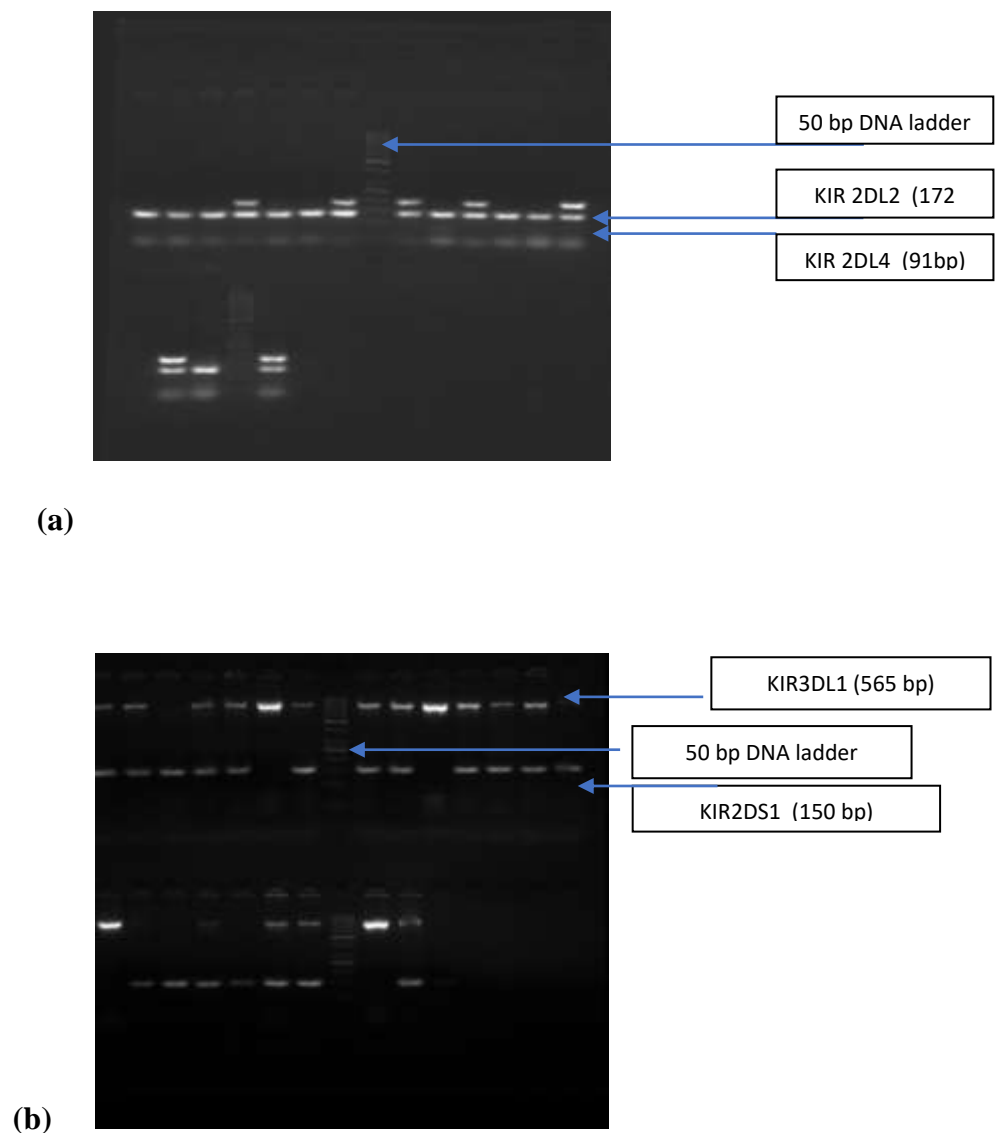 50 bp DNA ladder
KIR 2DL2 (172
KIR 2DL4 (91bp)
(a)
KIR3DL1 (565 bp)
50 bp DNA ladder
KIR2DS1 (150 bp)
(b)